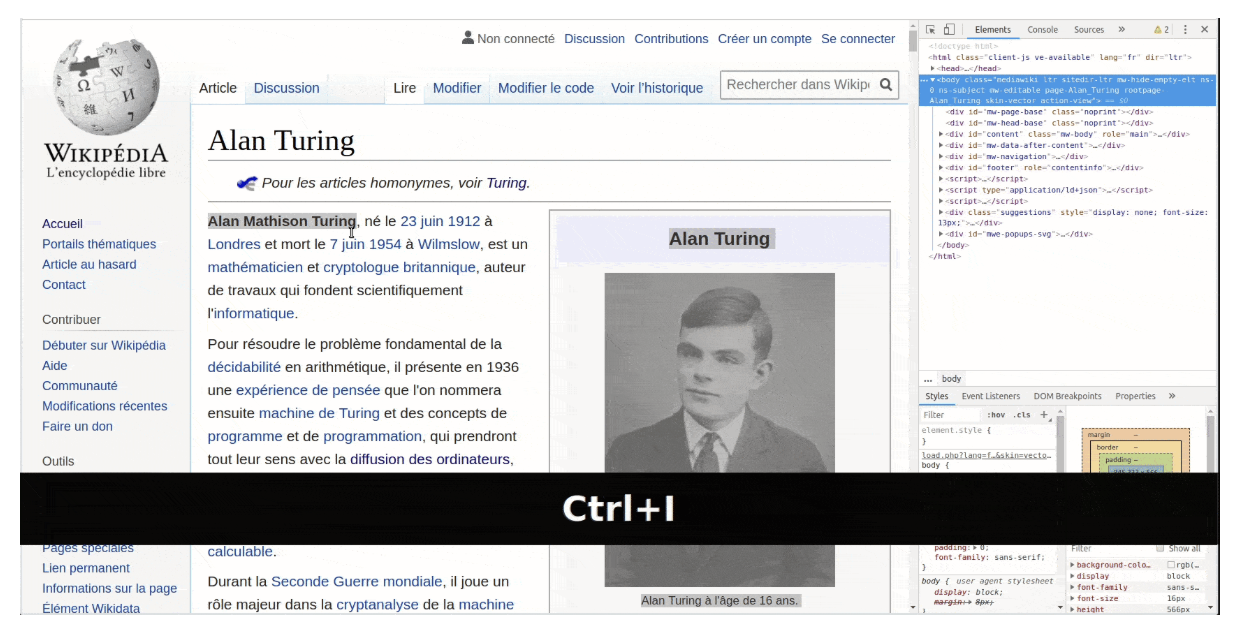 Non connecté Discussion Contributions Créer un compte Se connecter
Article Discussion Lire Modifier Modifier le code Voir l'historique Rechercher dans Wikip
WIKIPÉDIA
L'encyclopédie libre
Accueil
Portails thématiques
Article au hasard
Contact
Contribuer
Débuter sur Wikipédia
Aide
Communauté
Modifications récentes
Faire un don
Outils
Pages spéciales
Lien permanent
Informations sur la page
Élément Wikidata
Alan Turing
Pour les articles homonymes, voir Turing.
Alan Mathison Turing, né le 23 juin 1912 à
Londres et mort le 7 juin 1954 à Wilmslow, est un
mathématicien et cryptologue britannique, auteur
de travaux qui fondent scientifiquement
l'informatique.
Pour résoudre le problème fondamental de la
décidabilité en arithmétique, il présente en 1936
une expérience de pensée que l'on nommera
ensuite machine de Turing et des concepts de
programme et de programmation, qui prendront
tout leur sens avec la diffusion des ordinateurs,
Ctrl+I
calculable.
Durant la Seconde Guerre mondiale, il joue un
rôle majeur dans la cryptanalyse de la machine
Alan Turing
Alan Turing à l'âge de 16 ans.
Elements Console Sources » 2
<!doctype html>
<html class="client-js ve-available" lang="fr" dir="ltr">
<head>…</head>
<body class="mediawiki ltr sitedir-ltr mw-hide-empty-elt ns-
0 ns-subject mw-editable page-Alan_Turing rootpage-
Alan_Turing skin-vector action-view"> == $0
<div id="mw-page-base" class="noprint"></div>
<div id="mw-head-base" class="noprint"></div>
<div id="content" class="mw-body" role="main">…</div>
<div id="mw-data-after-content">…</div>
<div id="mw-navigation">…</div>
<div id="footer" role="contentinfo">…</div>
<script>…</script>
<script type="application/ld+json">…</script>
<script>…</script>
<div class="suggestions" style="display: none; font-size:
13px;">…</div>
<div id="mwe-popups-svg">…</div>
</body>
</html>
... body
Styles Event Listeners DOM Breakpoints Properties »
Filter :hov .cls +
element.style {
}
load.php?lang=f…&skin=vecto…
body {
padding: 0;
font-family: sans-serif;
}
body { user agent stylesheet
display: block;
margin: 8px;
margin –
border –
padding –
Filter Show all
background-colo… rgb(…
display block
font-family sans-s…
font-size 16px
height 566px